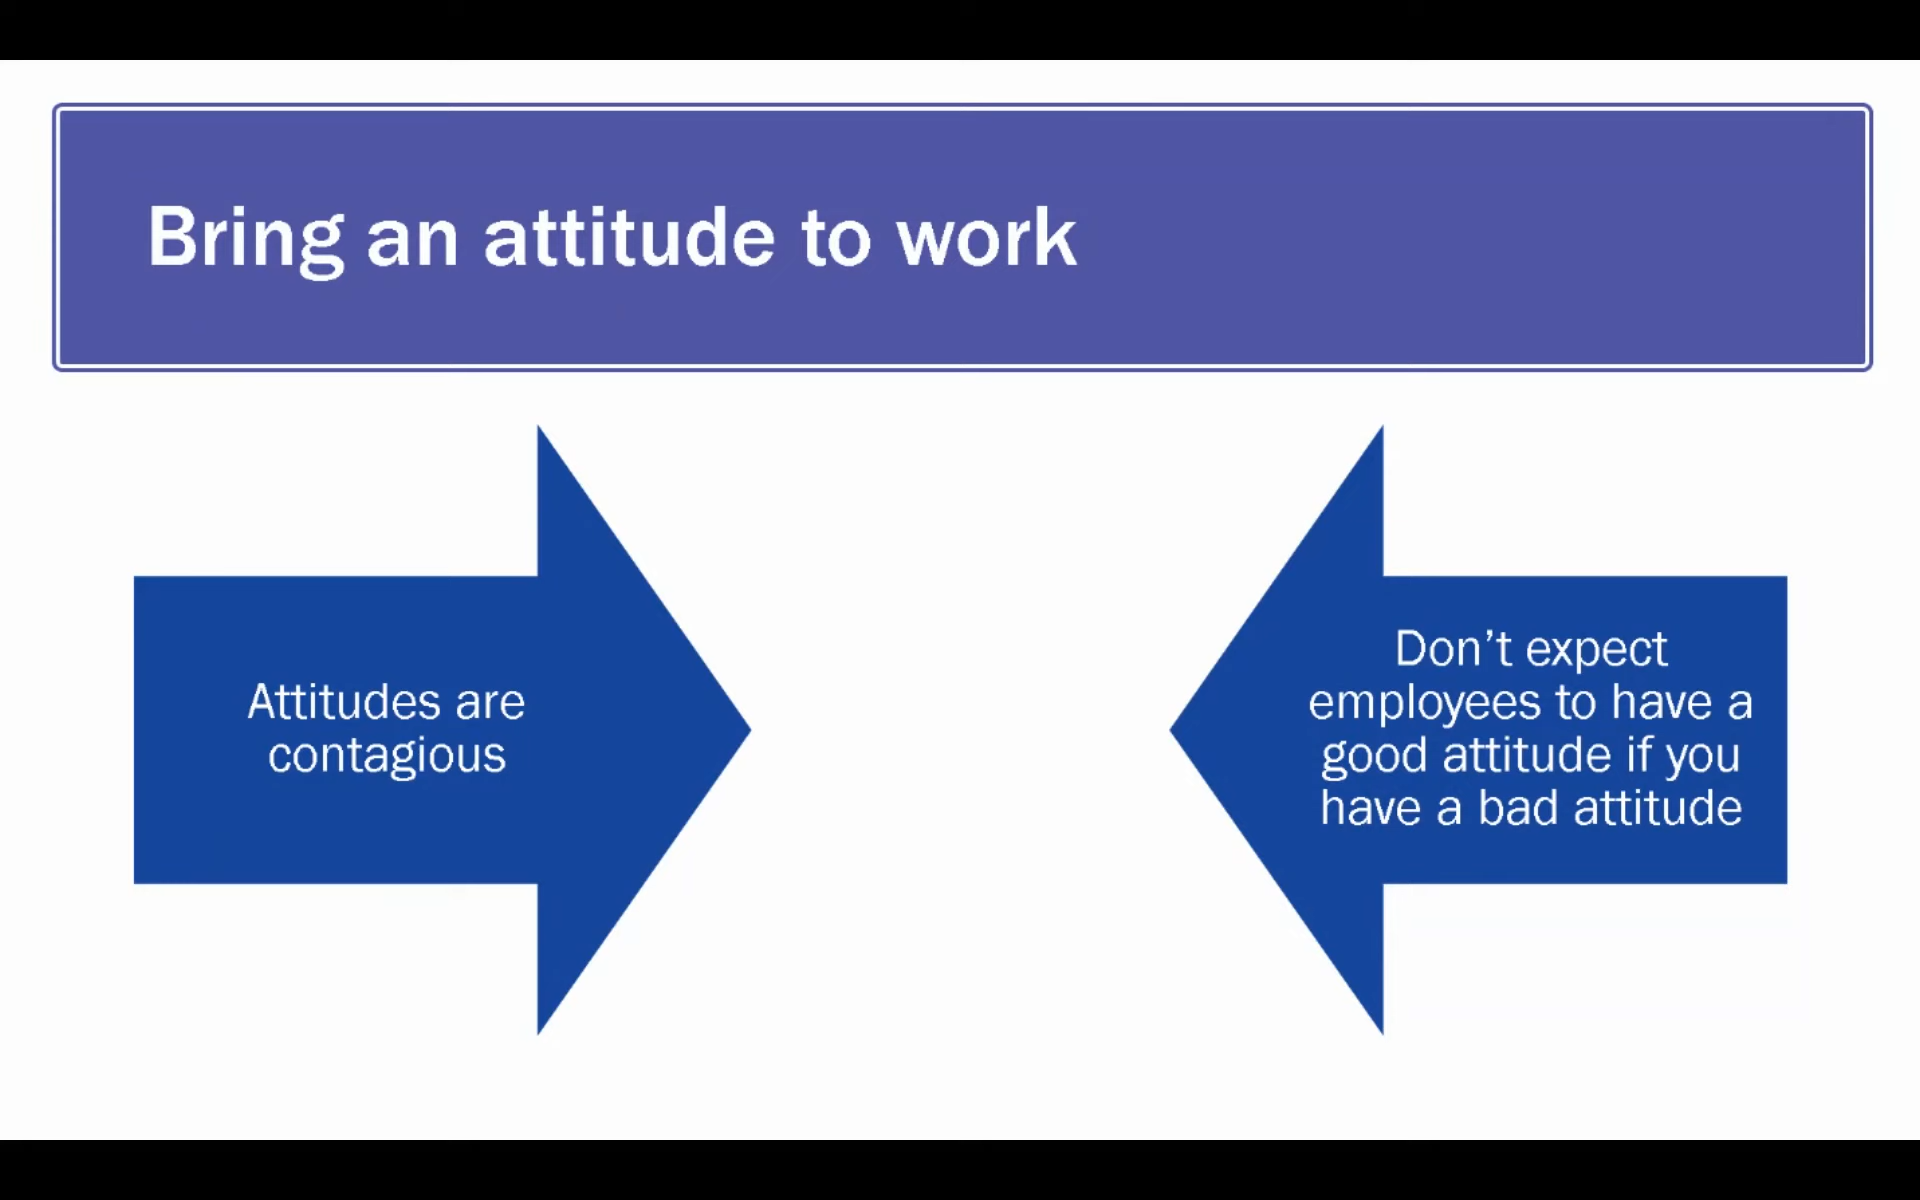 Bring an attitude to work
Attitudes are
contagious
Don’t expect
employees to have a
good attitude if you
have a bad attitude